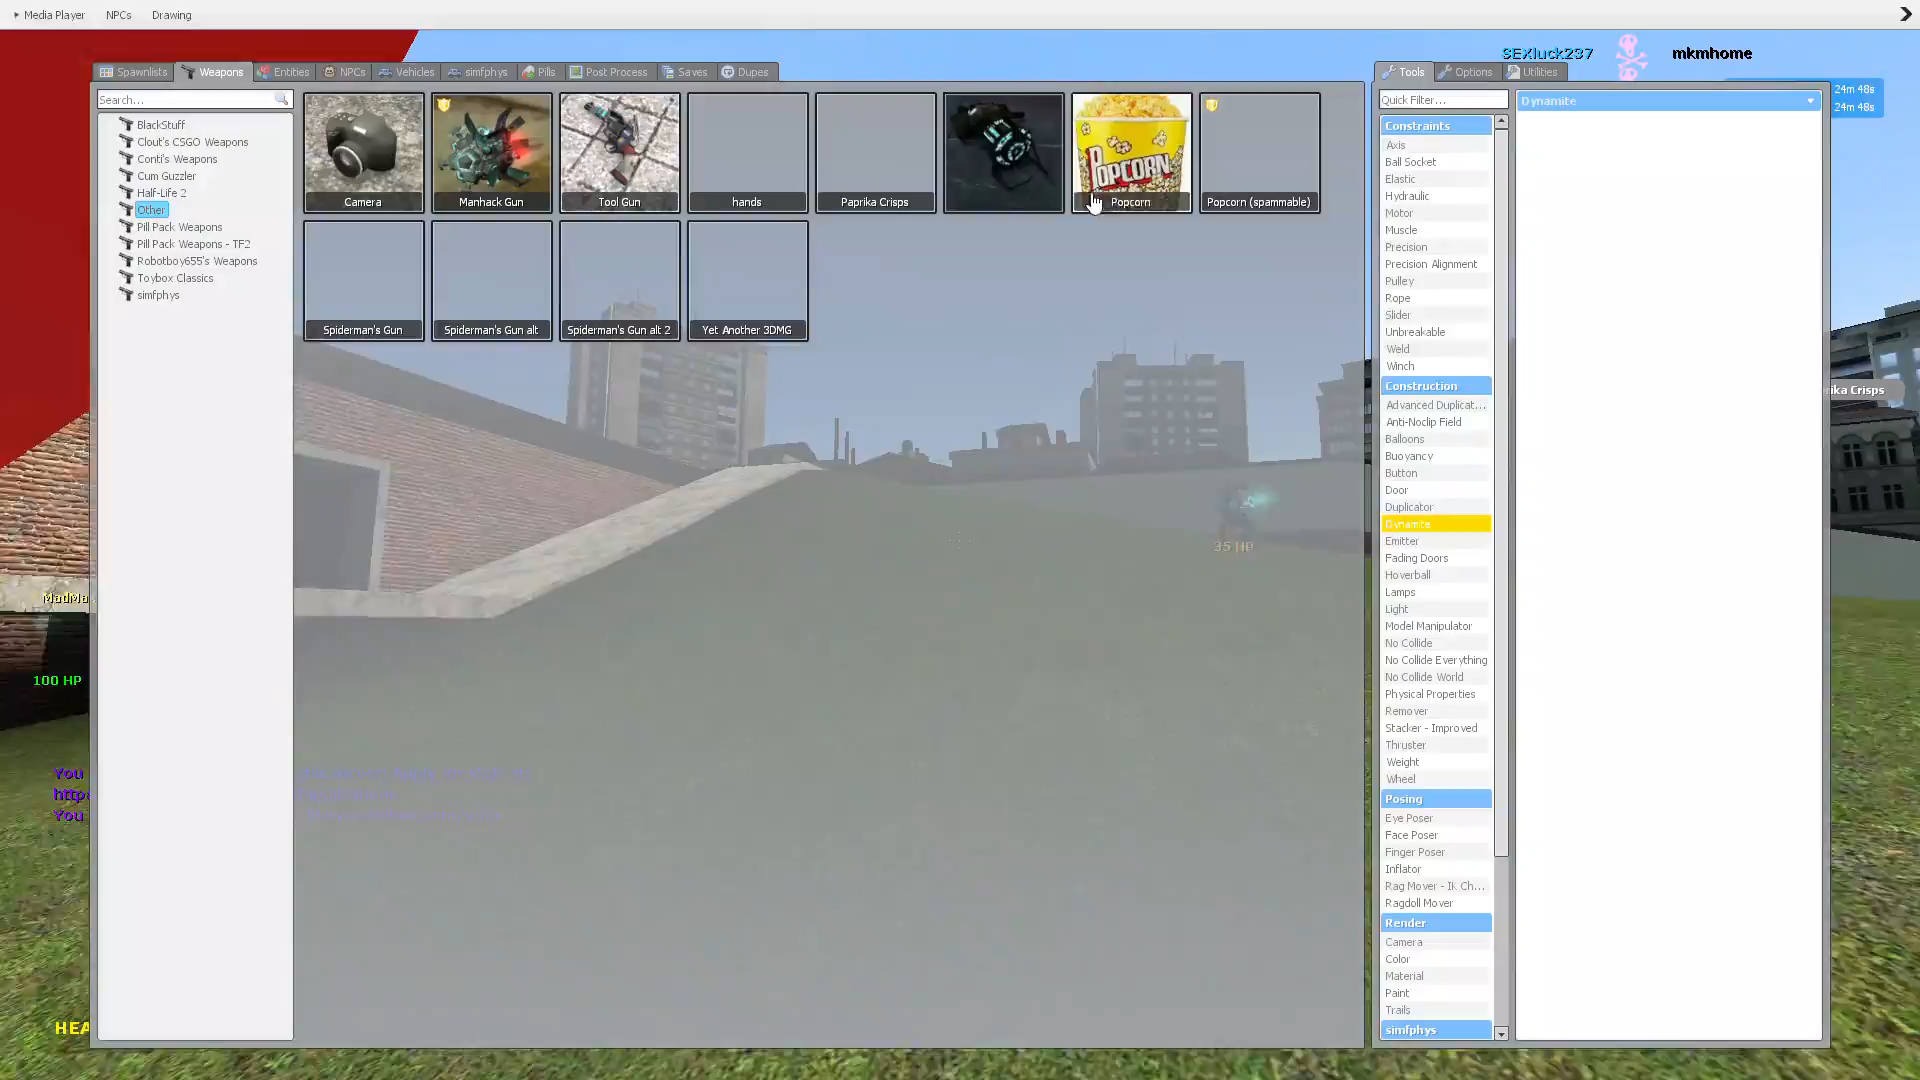 Media Player NPCs Drawing
SEXluck237 mkmhome
Spawnlists Weapons Entities NPCs Vehicles simfphys Pills Post Process Saves Dupes
Tools Options Utilities
24m 48s
24m 48s
Search...
BlackStuff
Clout's CSGO Weapons
Conti's Weapons
Cum Guzzler
Half-Life 2
Other
Pill Pack Weapons
Pill Pack Weapons - TF2
Robotboy655's Weapons
Toybox Classics
simfphys
POPCORN
Camera Manhack Gun Tool Gun hands Paprika Crisps Popcorn Popcorn (spammable)
Spiderman's Gun Spiderman's Gun alt Spiderman's Gun alt 2 Yet Another 3DMG
35 HP
MadMa
100 HP
You
https
You
HEA
Quick Filter...
Constraints
Axis
Ball Socket
Elastic
Hydraulic
Motor
Muscle
Precision
Precision Alignment
Pulley
Rope
Slider
Unbreakable
Weld
Winch
Construction
Advanced Duplicat...
Anti-Noclip Field
Balloons
Buoyancy
Button
Door
Duplicator
Dynamite
Emitter
Fading Doors
Hoverball
Lamps
Light
Model Manipulator
No Collide
No Collide Everything
No Collide World
Physical Properties
Remover
Stacker - Improved
Thruster
Weight
Wheel
Posing
Eye Poser
Face Poser
Finger Poser
Inflator
Rag Mover - IK Ch...
Ragdoll Mover
Render
Camera
Color
Material
Paint
Trails
simfphys
Dynamite
rika Crisps